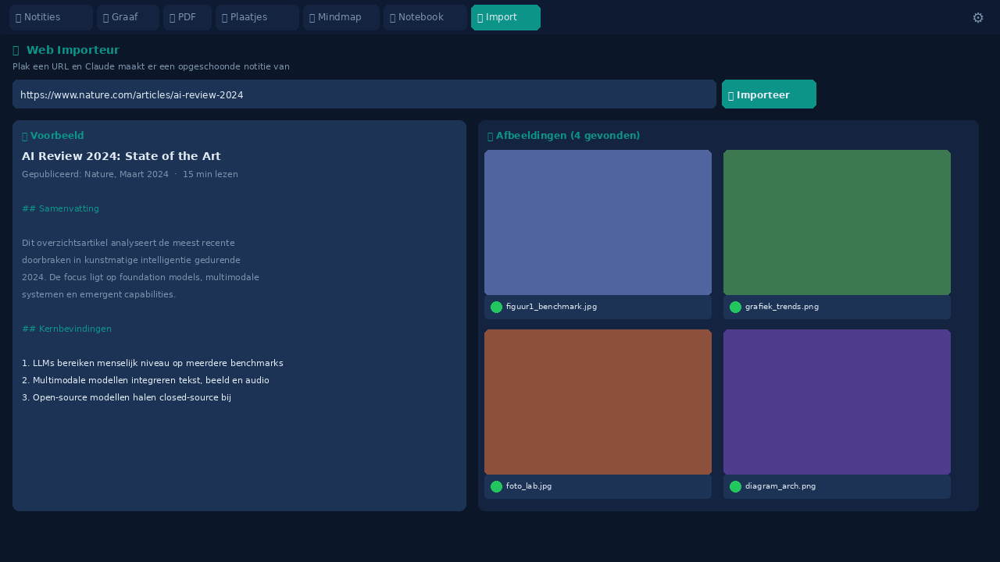 Notities Graaf PDF Plaatjes Mindmap Notebook Import
Web Importeur
Plak een URL en Claude maakt er een opgeschoonde notitie van
https://www.nature.com/articles/ai-review-2024 Importeer
Voorbeeld
AI Review 2024: State of the Art
Gepubliceerd: Nature, Maart 2024 · 15 min lezen
## Samenvatting
Dit overzichtsartikel analyseert de meest recente
doorbraken in kunstmatige intelligentie gedurende
2024. De focus ligt op foundation models, multimodale
systemen en emergent capabilities.
## Kernbevindingen
1. LLMs bereiken menselijk niveau op meerdere benchmarks
2. Multimodale modellen integreren tekst, beeld en audio
3. Open-source modellen halen closed-source bij
Afbeeldingen (4 gevonden)
figuur1_benchmark.jpg
grafiek_trends.png
foto_lab.jpg
diagram_arch.png